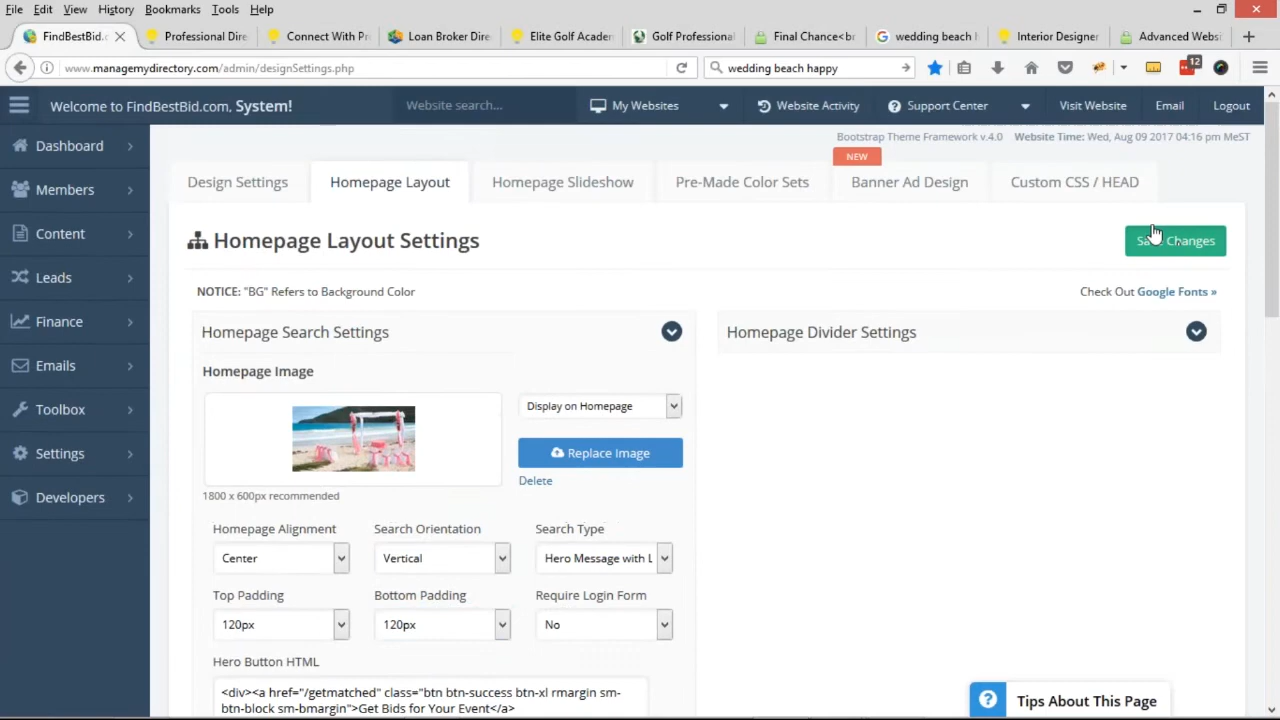 File Edit View History Bookmarks Tools Help
FindBestBid.c
Professional Dire
Connect With Pr
Loan Broker Dire
Elite Golf Acaden
Golf Professional
Final Chance<br
wedding beach h
Interior Designer
Advanced Websi
www.managemydirectory.com/admin/designSettings.php
wedding beach happy
12
Welcome to FindBestBid.com, System!
Website search...
My Websites
Website Activity
Support Center
Visit Website
Email
Logout
Bootstrap Theme Framework v.4.0 Website Time: Wed, Aug 09 2017 04:16 pm MeST
Dashboard
Members
Content
Leads
Finance
Emails
Toolbox
Settings
Developers
NEW
Design Settings
Homepage Layout
Homepage Slideshow
Pre-Made Color Sets
Banner Ad Design
Custom CSS / HEAD
Homepage Layout Settings
Changes
NOTICE: "BG" Refers to Background Color
Check Out Google Fonts »
Homepage Search Settings
Homepage Divider Settings
Homepage Image
Display on Homepage
Replace Image
Delete
1800 x 600px recommended
Homepage Alignment Search Orientation Search Type
Center Vertical Hero Message with L
Top Padding Bottom Padding Require Login Form
120px 120px No
Hero Button HTML
<div><a href="/getmatched" class="btn btn-success btn-xl rmargin sm-
btn-block sm-bmargin">Get Bids for Your Event</a>
Tips About This Page